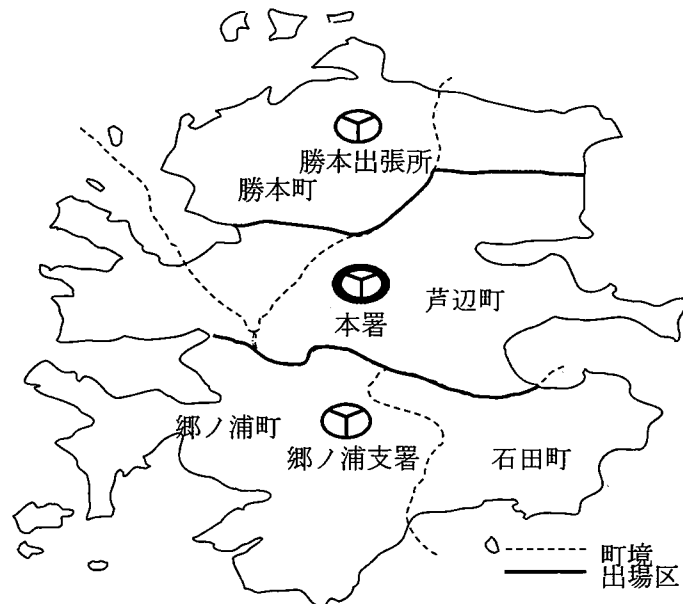 勝本出張所
勝本町
芦辺町
本署
郷ノ浦町
郷ノ浦支署
石田町
町境
出場区